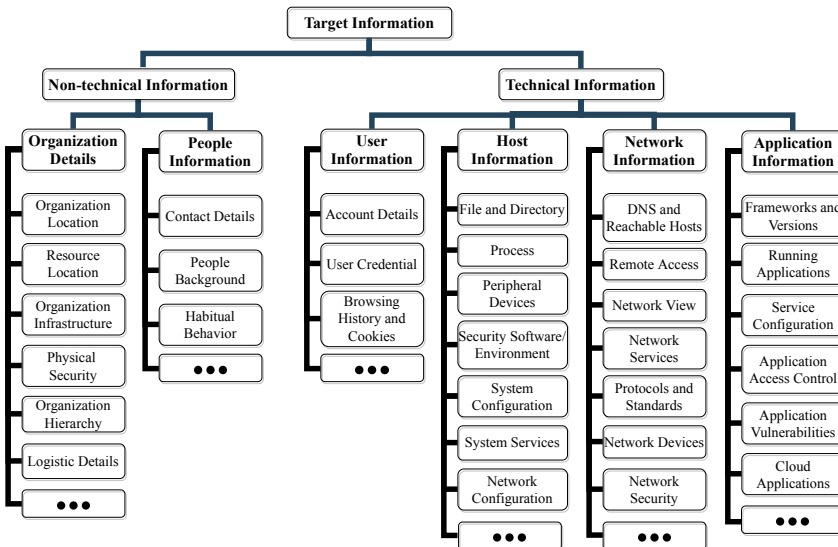 Target Information
Non-technical Information
Technical Information
Organization
Details
People
Information
User
Information
Host
Information
Network
Information
Application
Information
Organization
Location
Resource
Location
Organization
Infrastructure
Physical
Security
Organization
Hierarchy
Logistic Details
●●●
Contact Details
People
Background
Habitual
Behavior
●●●
Account Details
User Credential
Browsing
History and
Cookies
●●●
File and Directory
Process
Peripheral
Devices
Security Software/
Environment
System
Configuration
System Services
Network
Configuration
●●●
DNS and
Reachable Hosts
Remote Access
Network View
Network
Services
Protocols and
Standards
Network Devices
Network
Security
●●●
Frameworks and
Versions
Running
Applications
Service
Configuration
Application
Access Control
Application
Vulnerabilities
Cloud
Applications
●●●